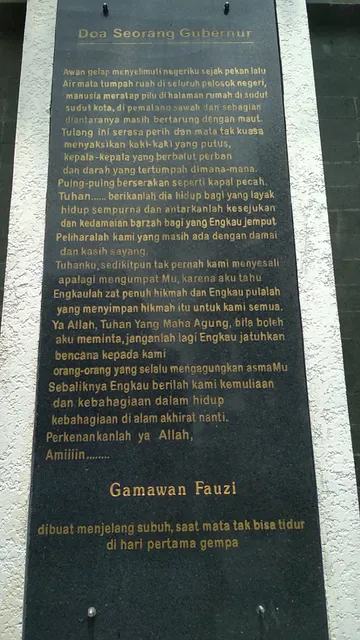 Doa Seorang Gubernur
Awan gelap menyelimuti negeriku sejak pekan lalu
Air mata tumpah ruah di seluruh pelosok negeri,
manusia meratap pilu di halaman rumah di sudut
sudut kota, di pemalang sawah dan sebagian
diantaranya masih bertarung dengan maut.
Tulang ini serasa perih dan mata tak kuasa
menyaksikan kaki-kaki yang putus,
kepala-kepala yang berbalut perban
dan darah yang tertumpah dimana-mana.
Puing-puing berserakan seperti kapal pecah,
Tuhan..... berikanlah dia hidup bagi yang layak
hidup sempurna dan antarkanlah kesejukan
dan kedamaian barzah bagi yang Engkau jemput
Peliharalah kami yang masih ada dengan damai
dan kasih sayang.
Tuhanku, sedikitpun tak pernah kami menyesali
apalagi mengumpat Mu, karena aku tahu
Engkaulah zat penuh hikmah dan Engkau pulalah
yang menyimpan hikmah itu untuk kami semua.
Ya Allah, Tuhan Yang Maha Agung, bila boleh
aku meminta, janganlah lagi Engkau jatuhkan
bencana kepada kami
orang-orang yang selalu mengagungkan asmaMu
Sebaliknya Engkau berilah kami kemuliaan
dan kebahagiaan dalam hidup
kebahagiaan di alam akhirat nanti.
Perkenankanlah ya Allah,
Amiiiin........
Gamawan Fauzi
dibuat menjelang subuh, saat mata tak bisa tidur
di hari pertama gempa